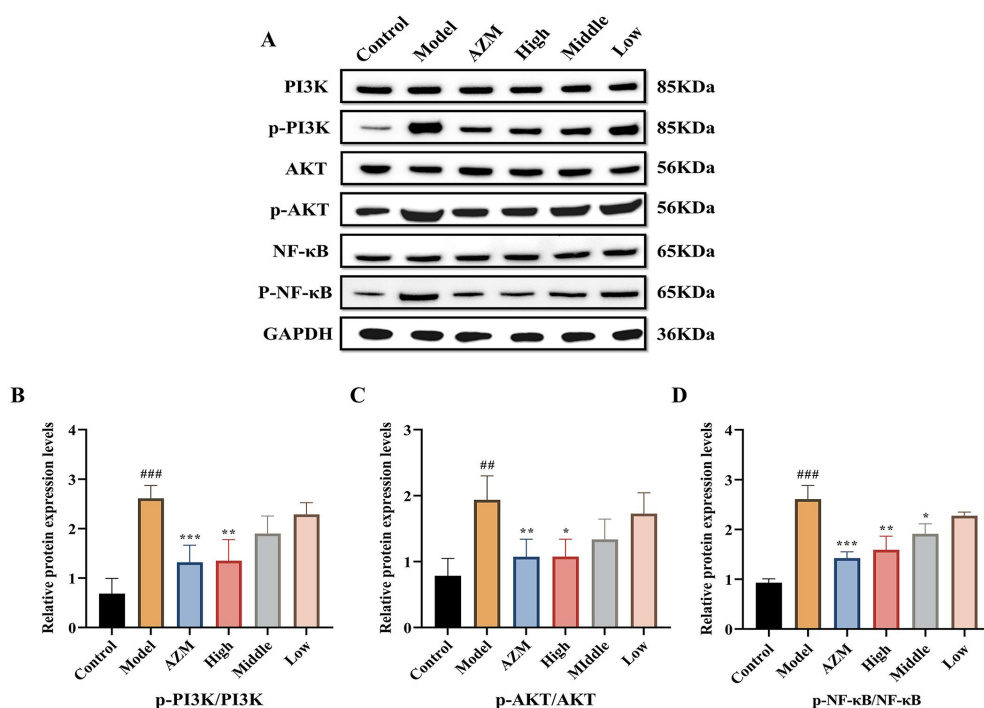 A
Control Model AZM High Middle Low
PI3K 85KDa
p-PI3K 85KDa
AKT 56KDa
p-AKT 56KDa
NF-κB 65KDa
P-NF-κB 65KDa
GAPDH 36KDa
B
Relative protein expression levels
4
3
2
1
0
###
***
**
Control Model AZM High Middle Low
p-PI3K/PI3K
C
Relative protein expression levels
3
2
1
0
##
**
*
Control Model AZM High MIddle Low
p-AKT/AKT
D
Relative protein expression levels
4
3
2
1
0
###
***
**
*
Control Model AZM High Middle Low
p-NF-κB/NF-κB